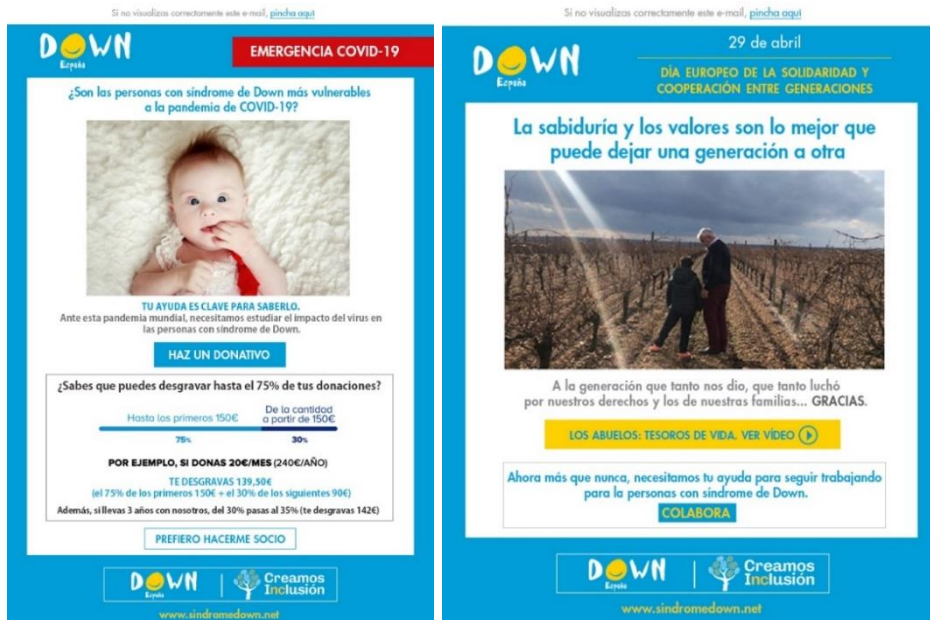 Si no visualizas correctamente este e-mail, pincha aquí
DOWN
España
EMERGENCIA COVID-19
¿Son las personas con síndrome de Down más vulnerables
a la pandemia de COVID-19?
TU AYUDA ES CLAVE PARA SABERLO.
Ante esta pandemia mundial, necesitamos estudiar el impacto del virus en
las personas con síndrome de Down.
HAZ UN DONATIVO
¿Sabes que puedes desgravar hasta el 75% de tus donaciones?
Hasta los primeros 150€
De la cantidad
a partir de 150€
75%
30%
POR EJEMPLO, SI DONAS 20€/MES (240€/AÑO)
TE DESGRAVAS 139,50€
(el 75% de los primeros 150€ + el 30% de los siguientes 90€)
Además, si llevas 3 años con nosotros, del 30% pasas al 35% (te desgravas 142€)
PREFIERO HACERME SOCIO
DOWN
España
Creamos
Inclusión
www.sindromedown.net
Si no visualizas correctamente este e-mail, pincha aquí
DOWN
España
29 de abril
DÍA EUROPEO DE LA SOLIDARIDAD Y
COOPERACIÓN ENTRE GENERACIONES
La sabiduría y los valores son lo mejor que
puede dejar una generación a otra
A la generación que tanto nos dio, que tanto luchó
por nuestros derechos y los de nuestras familias... GRACIAS.
LOS ABUELOS: TESOROS DE VIDA. VER VÍDEO
Ahora más que nunca, necesitamos tu ayuda para seguir trabajando
para la personas con síndrome de Down.
COLABORA
DOWN
España
Creamos
Inclusión
www.sindromedown.net